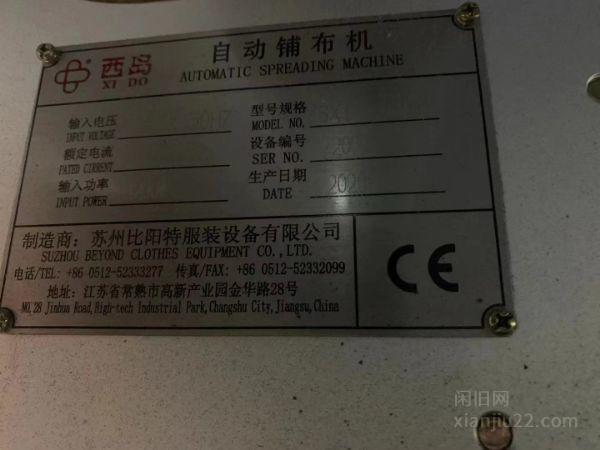 西岛
XI DO
自动铺布机
AUTOMATIC SPREADING MACHINE
输入电压
INPUT VOLTAGE
型号规格
MODEL NO.
额定电流
PATED CURRENT
设备编号
SER NO.
输入功率
INPUT POWER
生产日期
DATE
制造商：苏州比阳特服装设备有限公司
SUZHOU BEYOND CLOTHES EQUIPMENT CO.,LTD.
电话/TEL: +86 0512-52333277 传真/FAX: +86 0512-52332099
地址：江苏省常熟市高新产业园金华路28号
NO,28 Jinhua Road,High-tech Industrial Park,Changshu City,Jiangsu,China
CE
闲旧网
xianjiu22.com